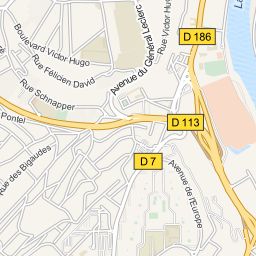 Boulevard Victor Hugo
Rue Félicien David
Rue Schnapper
Avenue du Général Leclerc
Rue Victor Hugo
D 186
D 113
Pontel
D 7
Rue des Bigaudes
Avenue de l'Europe